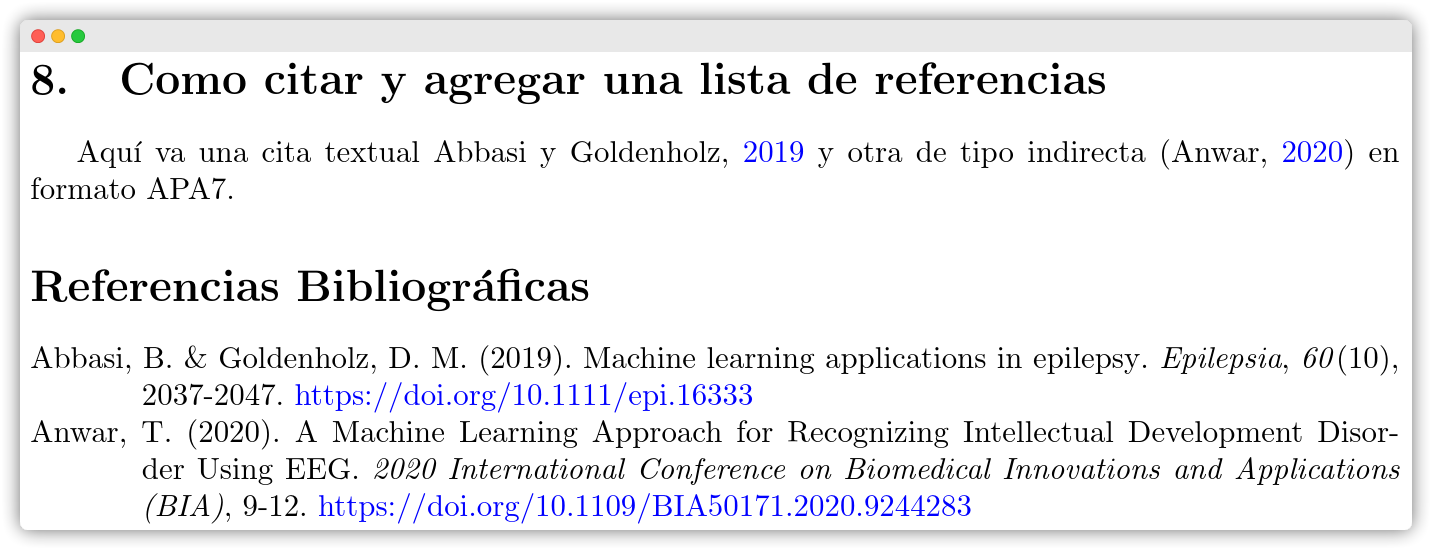 8. Como citar y agregar una lista de referencias
Aquí va una cita textual Abbasi y Goldenholz, 2019 y otra de tipo indirecta (Anwar, 2020) en
formato APA7.
Referencias Bibliográficas
Abbasi, B. & Goldenholz, D. M. (2019). Machine learning applications in epilepsy. Epilepsia, 60(10),
2037-2047. https://doi.org/10.1111/epi.16333
Anwar, T. (2020). A Machine Learning Approach for Recognizing Intellectual Development Disor-
der Using EEG. 2020 International Conference on Biomedical Innovations and Applications
(BIA), 9-12. https://doi.org/10.1109/BIA50171.2020.9244283